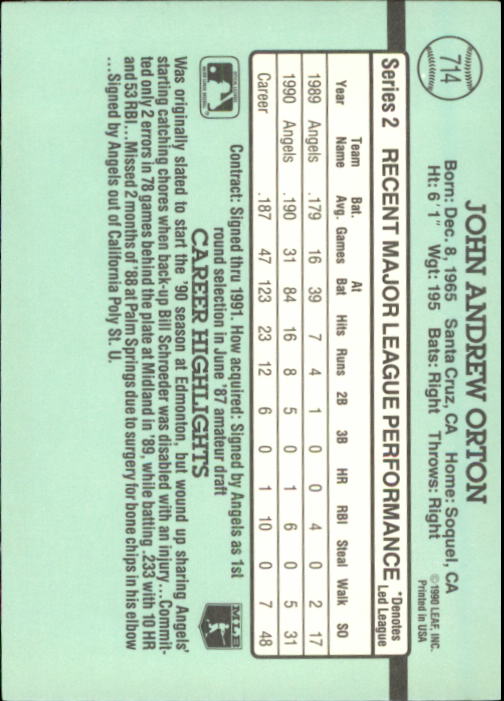 714
JOHN ANDREW ORTON
Born: Dec. 8, 1965 Santa Cruz, CA Home: Soquel, CA
Ht: 6'1" Wgt: 195 Bats: Right Throws: Right
©1990 LEAF, INC.
Printed in USA
Series 2 RECENT MAJOR LEAGUE PERFORMANCE *Denotes Led League
Year Team Name Bat. Avg. Games At Bat Hits Runs 2B 3B HR RBI Steal Walk SO
1989 Angels .179 16 39 7 4 1 0 0 4 0 2 17
1990 Angels .190 31 84 16 8 5 0 1 6 0 5 31
Career .187 47 123 23 12 6 0 1 10 0 7 48
Contract: Signed thru 1991. How acquired: Signed by Angels as 1st
round selection in June '87 amateur draft
CAREER HIGHLIGHTS
MLB
Was originally slated to start the '90 season at Edmonton, but wound up sharing Angels'
starting catching chores when back-up Bill Schroeder was disabled with an injury...Commit-
ted only 2 errors in 78 games behind the plate at Midland in '89, while batting .233 with 10 HR
and 53 RBI...Missed 2 months of '88 at Palm Springs due to surgery for bone chips in his elbow
...Signed by Angels out of California Poly St. U.